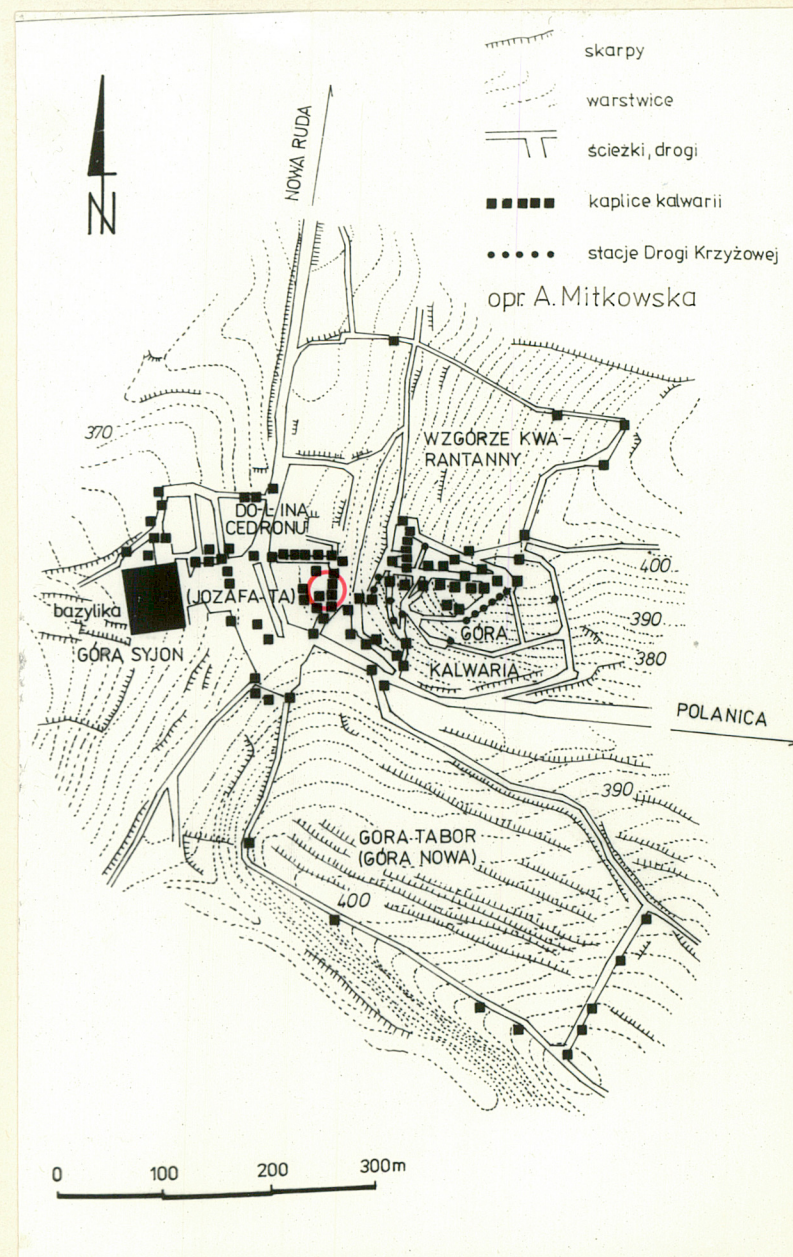 skarpy
warstwice
ścieżki, drogi
kaplice kalwarii
stacje Drogi Krzyżowej
opr. A. Mitkowska
N
NOWA RUDA
370
WZGÓRZE KWA-
RANTANNY
DO-L-INA
CEDRONU
(JOZAFA-TA)
bazylika
GÓRA SYJON
400
390
380
GÓRA
KALWARIA
POLANICA
390
GÓRA-TABOR
(GÓRA NOWA)
400
0 100 200 300m